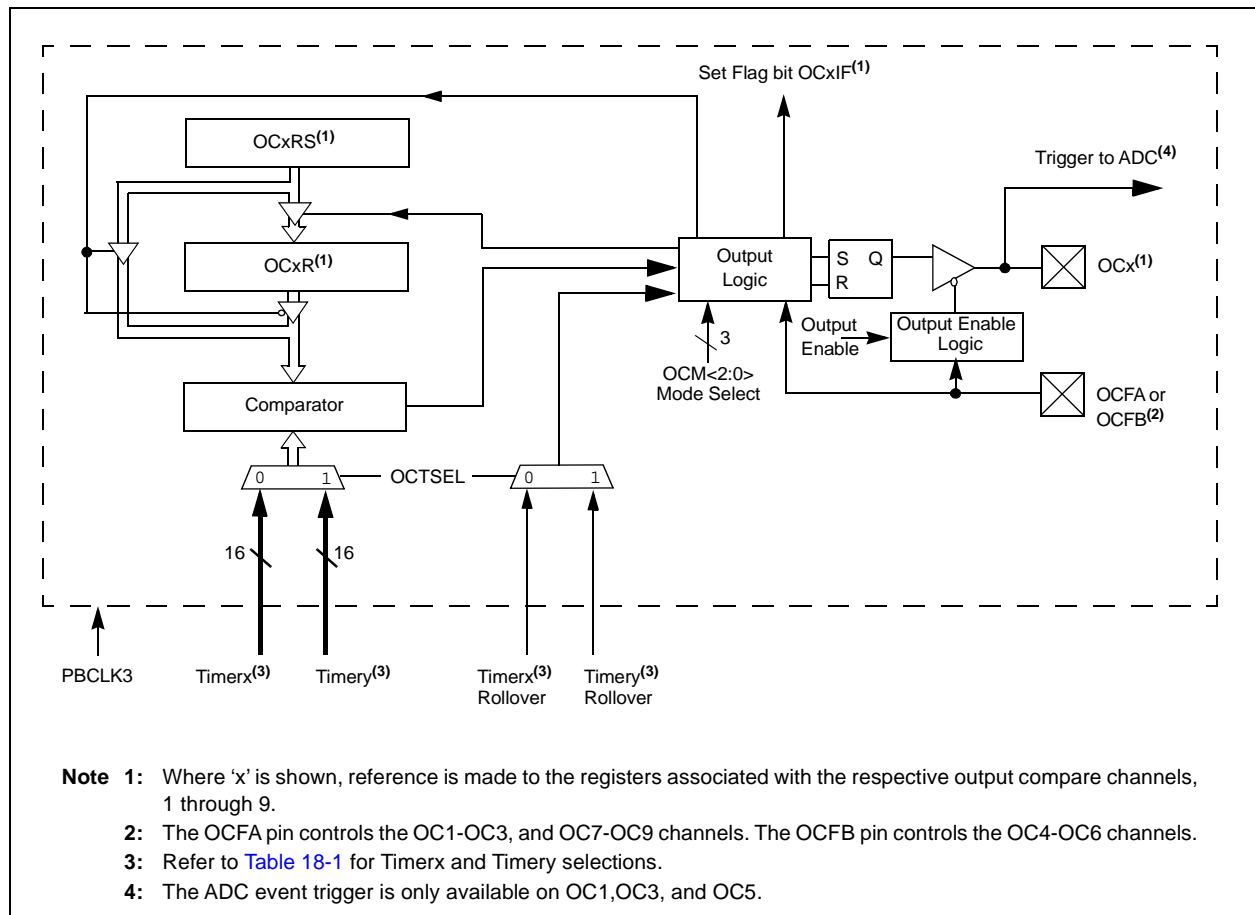 Set Flag bit OCxIF(1)
OCxRS(1)
Trigger to ADC(4)
OCxR(1)
Output
Logic
S Q
R
OCx(1)
3
Output
Enable
Output Enable
Logic
OCM<2:0>
Mode Select
Comparator
OCFA or
OCFB(2)
0 1
OCTSEL
0 1
16
16
PBCLK3
Timerx(3)
Timery(3)
Timerx(3)
Rollover
Timery(3)
Rollover
Note 1: Where ‘x’ is shown, reference is made to the registers associated with the respective output compare channels,
1 through 9.
2: The OCFA pin controls the OC1-OC3, and OC7-OC9 channels. The OCFB pin controls the OC4-OC6 channels.
3: Refer to Table 18-1 for Timerx and Timery selections.
4: The ADC event trigger is only available on OC1,OC3, and OC5.